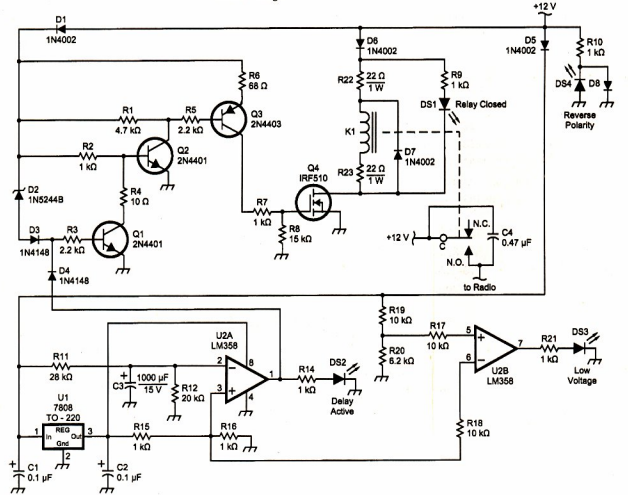 +12 V
D1
1N4002
D6
1N4002
D5
1N4002
R10
1 kΩ
R6
68 Ω
R22
22 Ω
1 W
R9
1 kΩ
DS4
D8
DS1
Relay Closed
Reverse
Polarity
R1
4.7 kΩ
R5
2.2 kΩ
Q3
2N4403
K1
D7
1N4002
R2
1 kΩ
Q2
2N4401
Q4
IRF510
R23
22 Ω
1 W
D2
1N5244B
R4
10 Ω
R7
1 kΩ
R8
15 kΩ
N.C.
C4
0.47 µF
+12 V
C
N.O.
to Radio
D3
1N4148
R3
2.2 kΩ
Q1
2N4401
D4
1N4148
R19
10 kΩ
R17
10 kΩ
5
+
6
−
7
U2B
LM358
R21
1 kΩ
DS3
Low
Voltage
R20
6.2 kΩ
U2A
LM358
R11
28 kΩ
2
−
8
3
+
1
4
R14
1 kΩ
DS2
Delay
Active
+
C3
1000 µF
15 V
R12
20 kΩ
U1
7808
TO - 220
1
In
REG
Out
3
Gnd
2
R15
1 kΩ
R16
1 kΩ
R18
10 kΩ
+
C1
0.1 µF
+
C2
0.1 µF